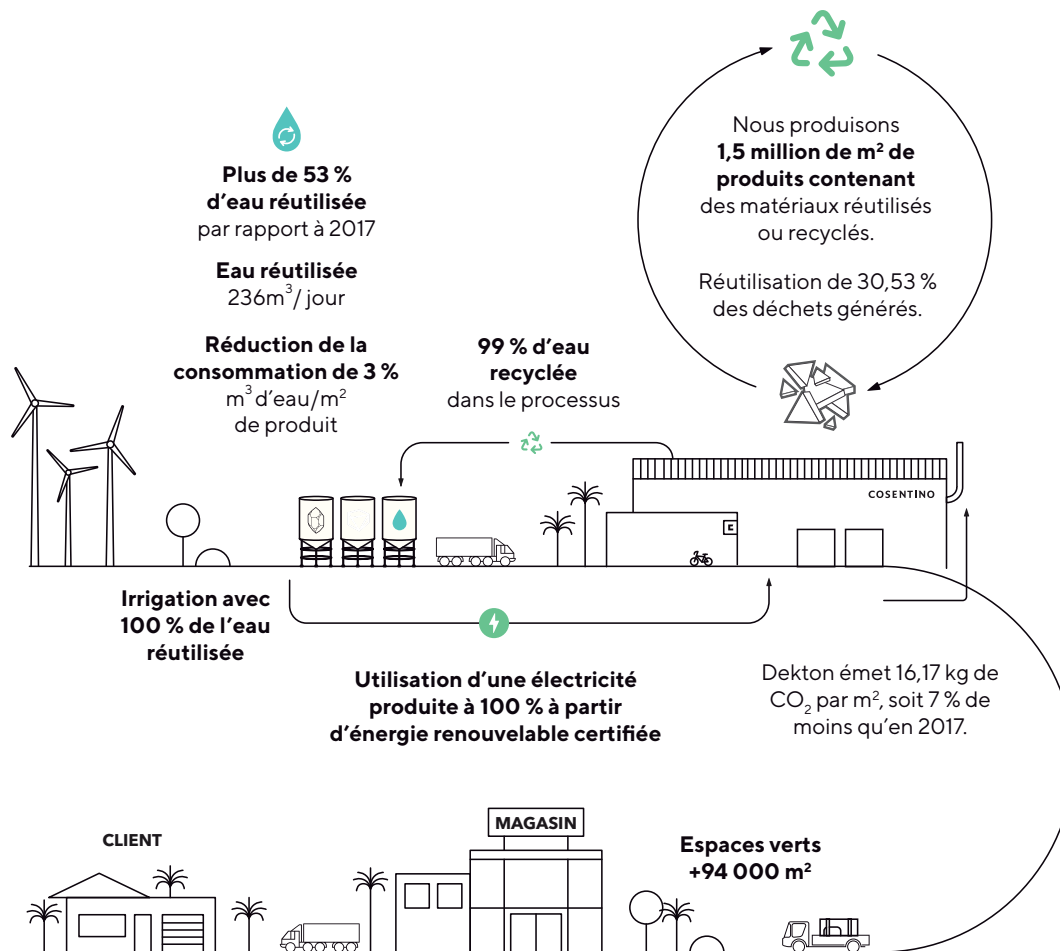 Nous produisons
1,5 million de m² de
produits contenant
des matériaux réutilisés
ou recyclés.
Réutilisation de 30,53 %
des déchets générés.
Plus de 53 %
d'eau réutilisée
par rapport à 2017
Eau réutilisée
236m³/ jour
Réduction de la
consommation de 3 %
m³ d'eau/m²
de produit
99 % d'eau
recyclée
dans le processus
COSENTINO
Irrigation avec
100 % de l'eau
réutilisée
Utilisation d'une électricité
produite à 100 % à partir
d'énergie renouvelable certifiée
Dekton émet 16,17 kg de
CO₂ par m², soit 7 % de
moins qu'en 2017.
CLIENT
MAGASIN
Espaces verts
+94 000 m²